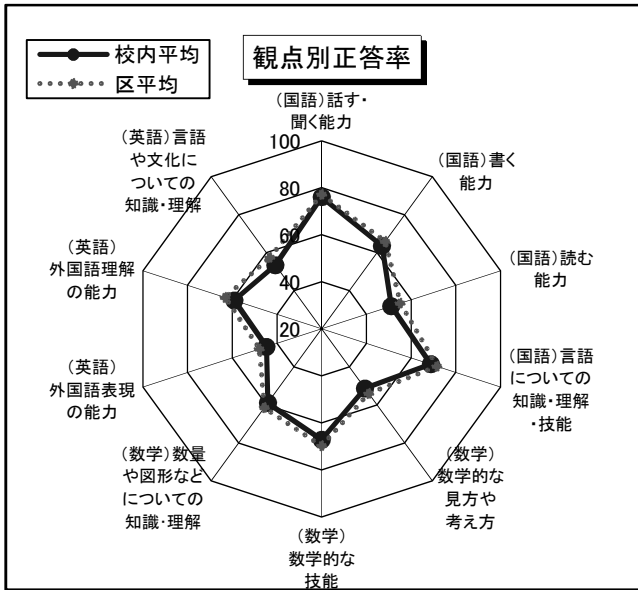 校内平均
区平均
観点別正答率
(国語)話す・
聞く能力
(国語)書く
能力
(国語)読む
能力
(国語)言語
についての
知識・理解
・技能
(数学)
数学的な
見方や
考え方
(数学)
数学的な
技能
(数学)数量
や図形など
についての
知識・理解
(英語)
外国語表現
の能力
(英語)
外国語理解
の能力
(英語)言語
や文化に
ついての
知識・理解
100
80
60
40
20